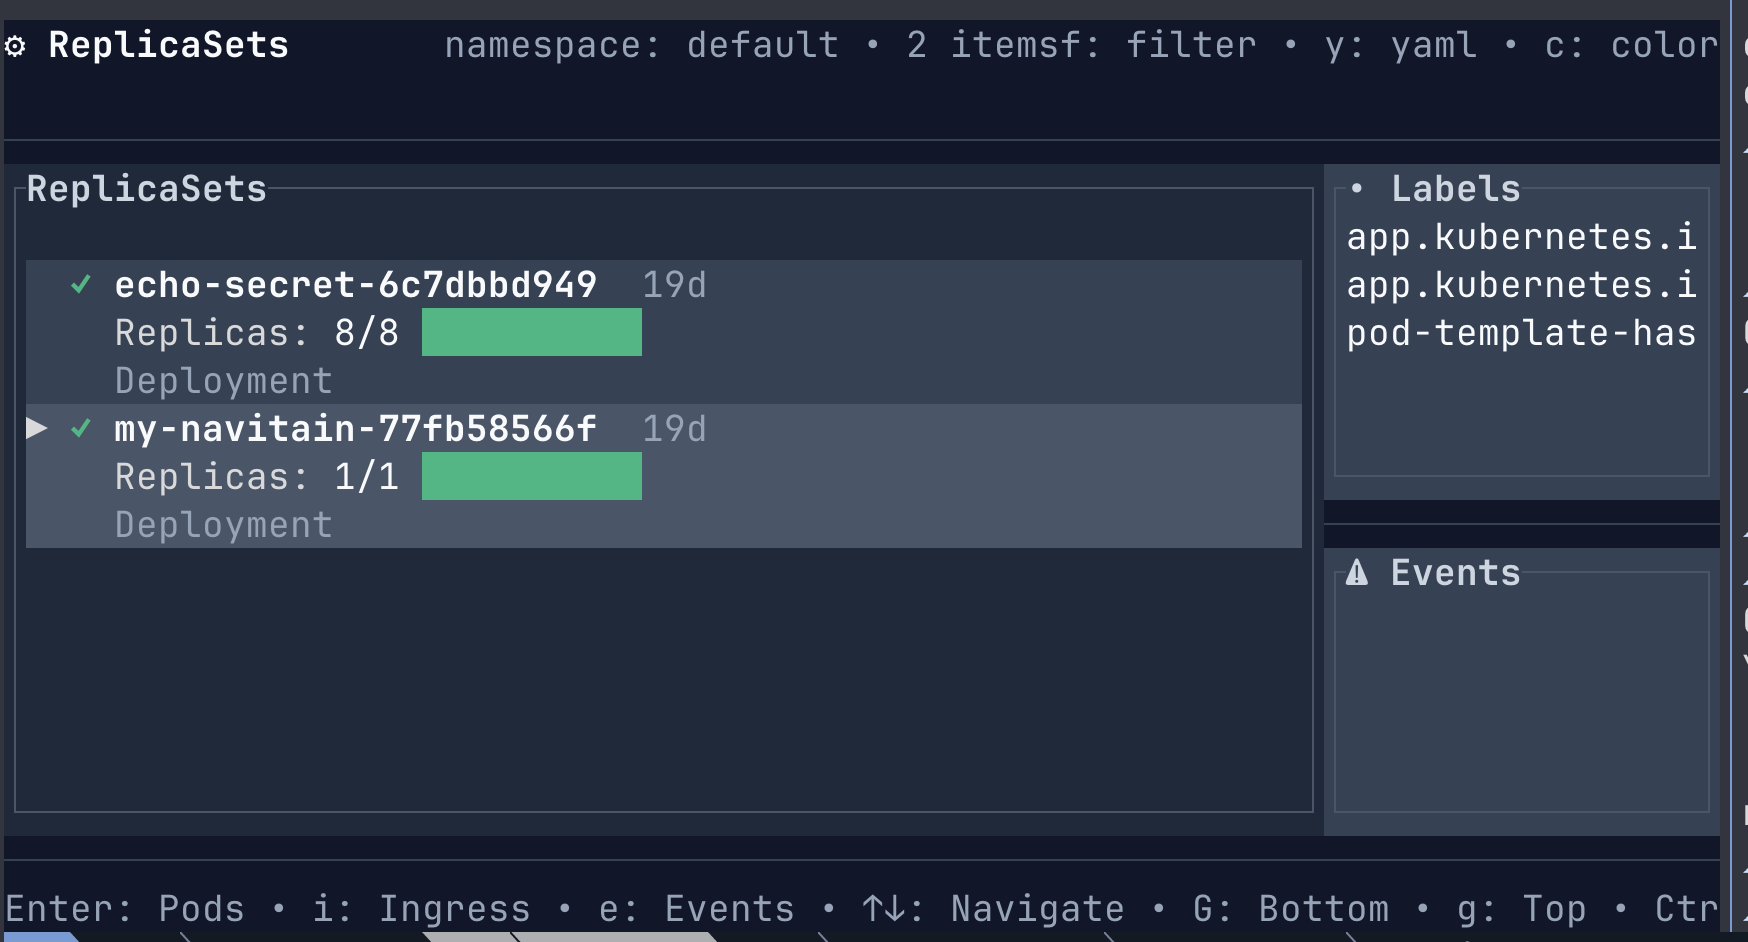 ⚙ ReplicaSets namespace: default • 2 itemsf: filter • y: yaml • c: color
ReplicaSets
✓ echo-secret-6c7dbbd949 19d
Replicas: 8/8
Deployment
▶ ✓ my-navitain-77fb58566f 19d
Replicas: 1/1
Deployment
• Labels
app.kubernetes.i
app.kubernetes.i
pod-template-has
⚠ Events
Enter: Pods • i: Ingress • e: Events • ↑↓: Navigate • G: Bottom • g: Top • Ctr